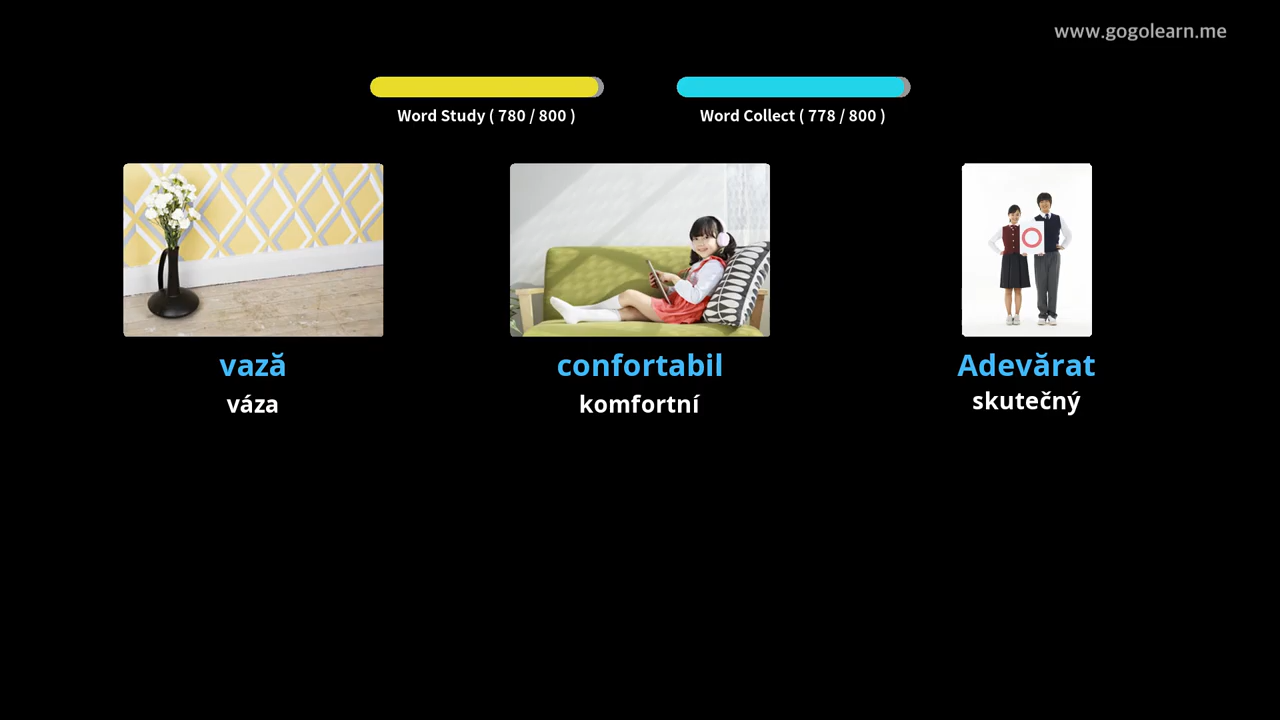 www.gogolearn.me
Word Study ( 780 / 800 )
Word Collect ( 778 / 800 )
vază
confortabil
Adevărat
váza
komfortní
skutečný